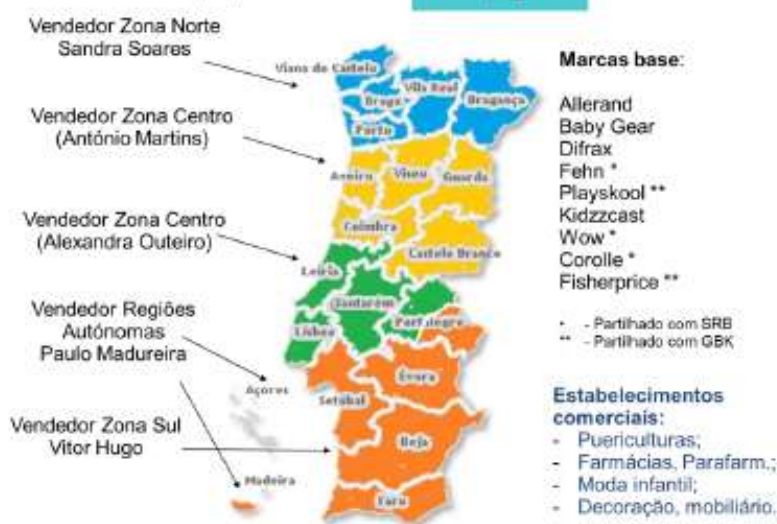 Vendedor Zona Norte
Sandra Soares
Vendedor Zona Centro
(António Martins)
Vendedor Zona Centro
(Alexandra Outeiro)
Vendedor Regiões
Autónomas
Paulo Madureira
Vendedor Zona Sul
Vitor Hugo
Viana do Castelo
Braga
Vila Real
Bragança
Porto
Aveiro
Viseu
Guarda
Coimbra
Castelo Branco
Leiria
Santarém
Lisboa
Portalegre
Évora
Setúbal
Beja
Faro
Açores
Madeira
Marcas base:
Allerand
Baby Gear
Difrax
Fehn *
Playskool **
Kidzzcast
Wow *
Corolle *
Fisherprice **
* - Partilhado com SRB
** - Partilhado com GBK
Estabelecimentos
comerciais:
- Puericulturas;
- Farmácias, Parafarm.;
- Moda infantil;
- Decoração, mobiliário.